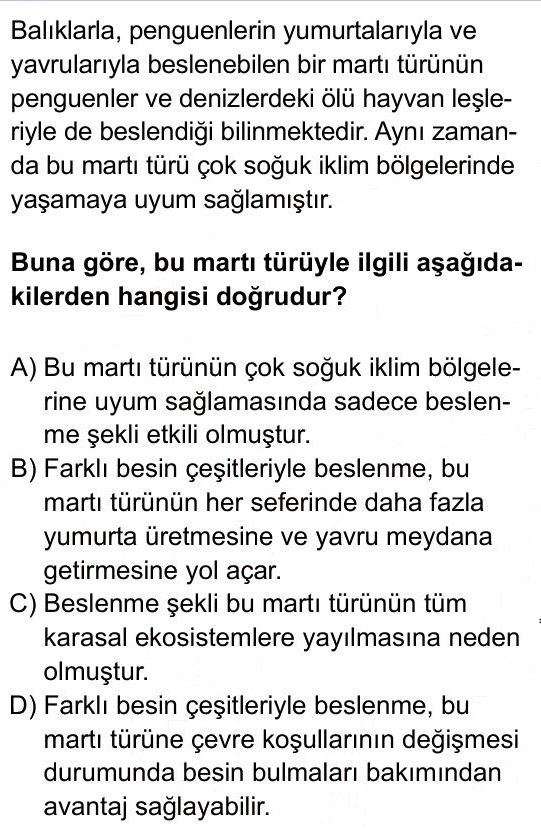 Balıklarla, penguenlerin yumurtalarıyla ve
yavrularıyla beslenebilen bir martı türünün
penguenler ve denizlerdeki ölü hayvan leşle-
riyle de beslendiği bilinmektedir. Aynı zaman-
da bu martı türü çok soğuk iklim bölgelerinde
yaşamaya uyum sağlamıştır.
Buna göre, bu martı türüyle ilgili aşağıda-
kilerden hangisi doğrudur?
A) Bu martı türünün çok soğuk iklim bölgele-
rine uyum sağlamasında sadece beslen-
me şekli etkili olmuştur.
B) Farklı besin çeşitleriyle beslenme, bu
martı türünün her seferinde daha fazla
yumurta üretmesine ve yavru meydana
getirmesine yol açar.
C) Beslenme şekli bu martı türünün tüm
karasal ekosistemlere yayılmasına neden
olmuştur.
D) Farklı besin çeşitleriyle beslenme, bu
martı türüne çevre koşullarının değişmesi
durumunda besin bulmaları bakımından
avantaj sağlayabilir.